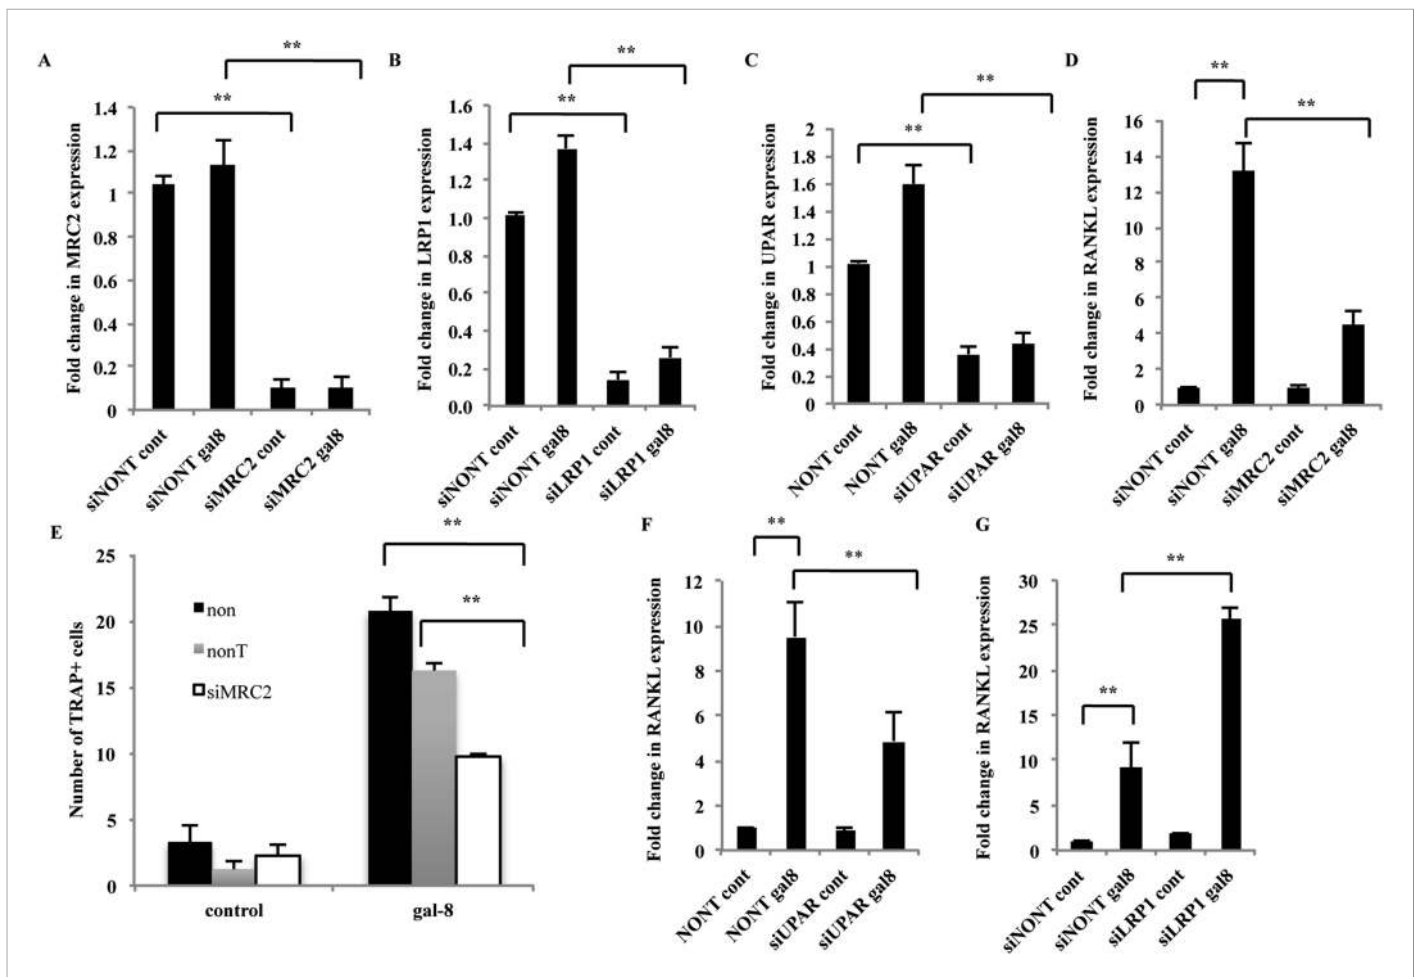 A
**
**
Fold change in MRC2 expression
1.4
1.2
1
0.8
0.6
0.4
0.2
0
siNONT cont
siNONT gal8
siMRC2 cont
siMRC2 gal8
B
**
**
Fold change in LRP1 expression
1.6
1.4
1.2
1.0
0.8
0.6
0.4
0.2
0.0
siNONT cont
siNONT gal8
siLRP1 cont
siLRP1 gal8
C
**
**
Fold change in UPAR expression
2
1.8
1.6
1.4
1.2
1
0.8
0.6
0.4
0.2
0
NONT cont
NONT gal8
siUPAR cont
siUPAR gal8
D
**
**
Fold change in RANKL expression
16
14
12
10
8
6
4
2
0
siNONT cont
siNONT gal8
siMRC2 cont
siMRC2 gal8
E
**
**
Number of TRAP+ cells
25
20
15
10
5
0
non
nonT
siMRC2
control
gal-8
F
**
**
Fold change in RANKL expression
12
10
8
6
4
2
0
NONT cont
NONT gal8
siUPAR cont
siUPAR gal8
G
**
**
Fold change in RANKL expression
30
25
20
15
10
5
0
siNONT cont
siNONT gal8
siLRP1 cont
siLRP1 gal8